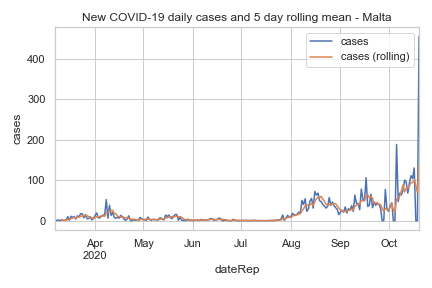 New COVID-19 daily cases and 5 day rolling mean - Malta
cases
cases (rolling)
cases
400
300
200
100
0
Apr
2020
May
Jun
Jul
Aug
Sep
Oct
dateRep